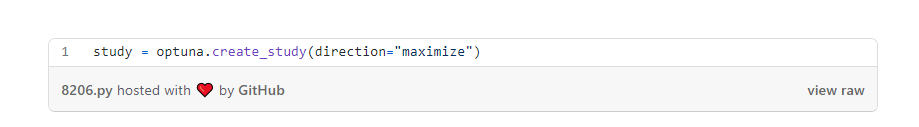 1 study = optuna.create_study(direction="maximize")
8206.py hosted with ❤ by GitHub view raw